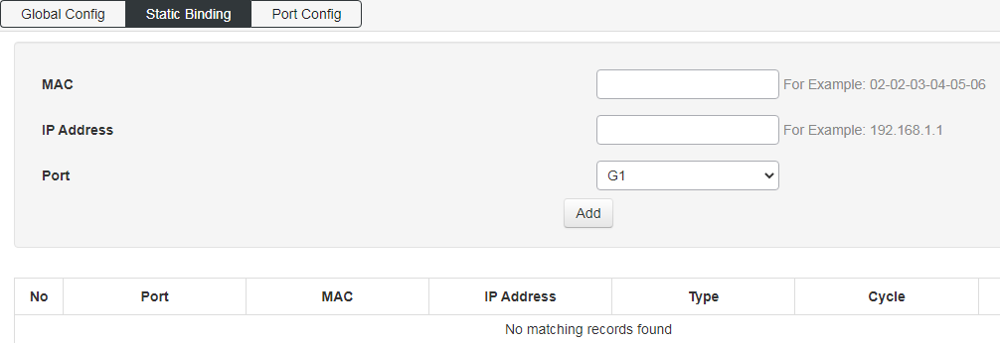 Global Config Static Binding Port Config
MAC For Example: 02-02-03-04-05-06
IP Address For Example: 192.168.1.1
Port G1
Add
No Port MAC IP Address Type Cycle
No matching records found